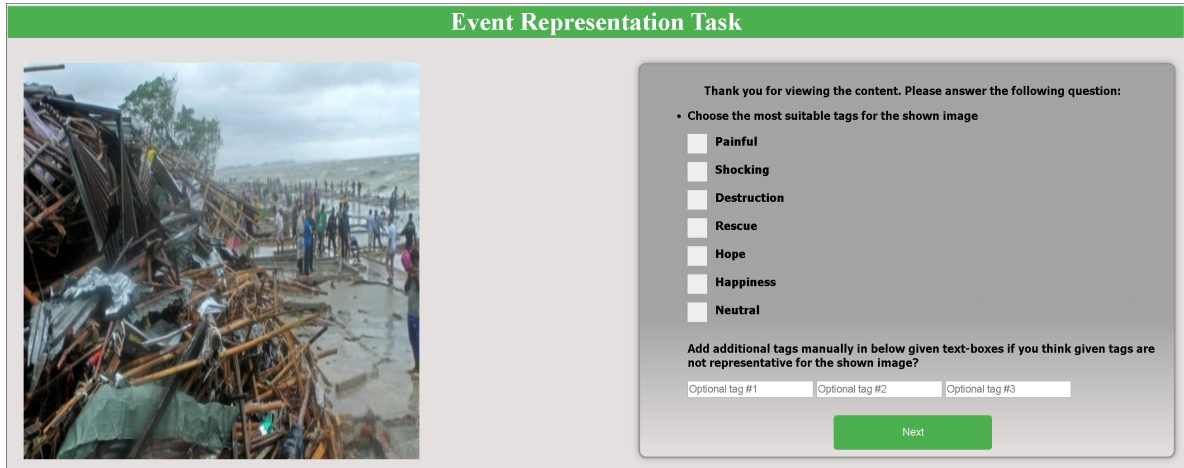 Event Representation Task
Thank you for viewing the content. Please answer the following question:
• Choose the most suitable tags for the shown image
Painful
Shocking
Destruction
Rescue
Hope
Happiness
Neutral
Add additional tags manually in below given text-boxes if you think given tags are
not representative for the shown image?
Optional tag #1 Optional tag #2 Optional tag #3
Next